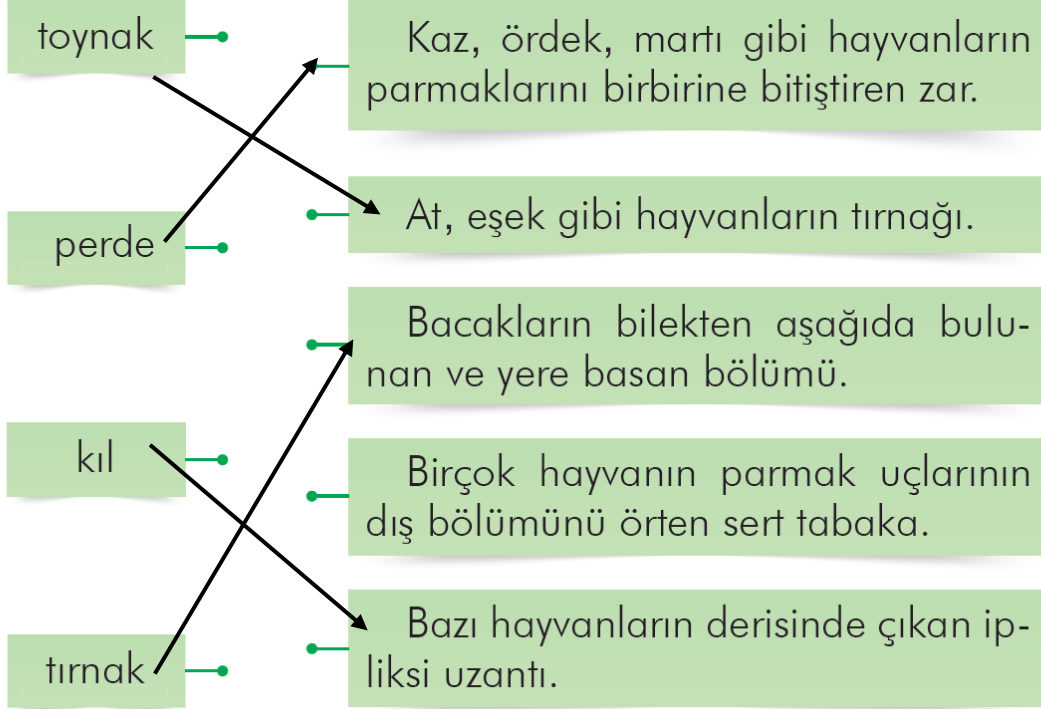 toynak
Kaz, ördek, martı gibi hayvanların
parmaklarını birbirine bitiştiren zar.
At, eşek gibi hayvanların tırnağı.
perde
Bacakların bilekten aşağıda bulu-
nan ve yere basan bölümü.
kıl
Birçok hayvanın parmak uçlarının
dış bölümünü örten sert tabaka.
Bazı hayvanların derisinde çıkan ip-
liksi uzantı.
tırnak